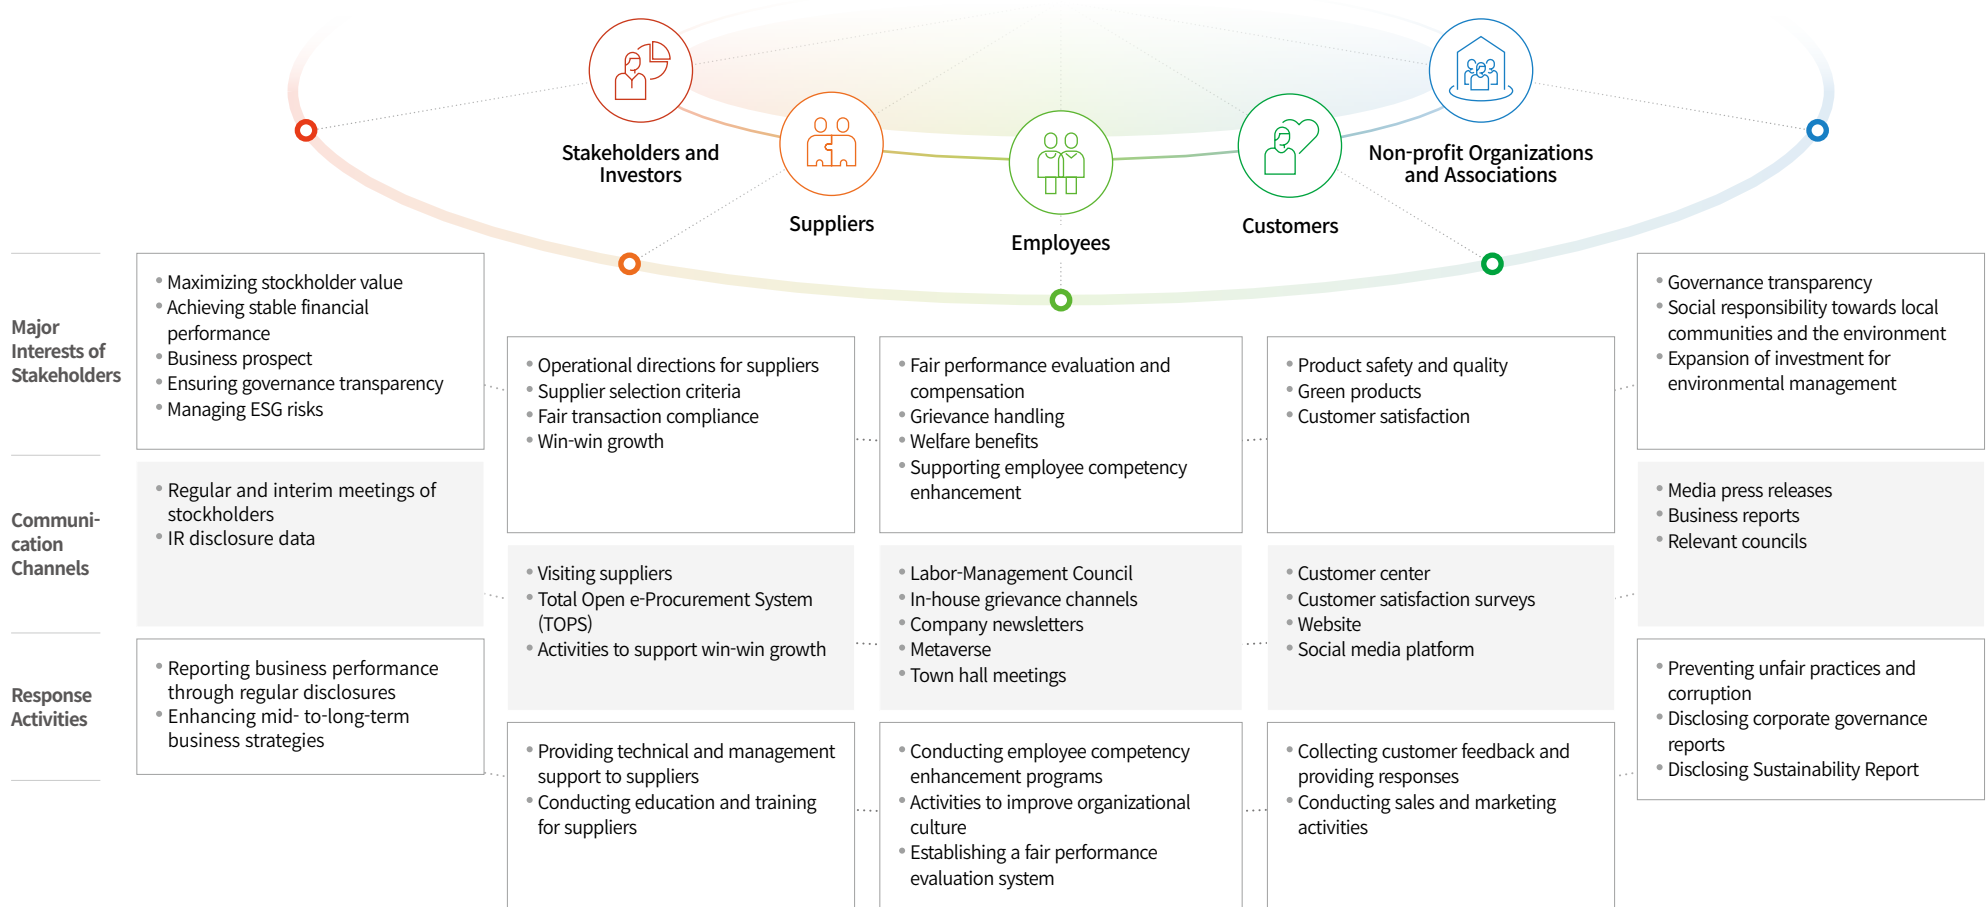 Stakeholders and
Investors
Suppliers
Employees
Customers
Non-profit Organizations
and Associations
Major
Interests of
Stakeholders
• Maximizing stockholder value
• Achieving stable financial
performance
• Business prospect
• Ensuring governance transparency
• Managing ESG risks
• Operational directions for suppliers
• Supplier selection criteria
• Fair transaction compliance
• Win-win growth
• Fair performance evaluation and
compensation
• Grievance handling
• Welfare benefits
• Supporting employee competency
enhancement
• Product safety and quality
• Green products
• Customer satisfaction
• Governance transparency
• Social responsibility towards local
communities and the environment
• Expansion of investment for
environmental management
Communi-
cation
Channels
• Regular and interim meetings of
stockholders
• IR disclosure data
• Visiting suppliers
• Total Open e-Procurement System
(TOPS)
• Activities to support win-win growth
• Labor-Management Council
• In-house grievance channels
• Company newsletters
• Metaverse
• Town hall meetings
• Customer center
• Customer satisfaction surveys
• Website
• Social media platform
• Media press releases
• Business reports
• Relevant councils
Response
Activities
• Reporting business performance
through regular disclosures
• Enhancing mid- to-long-term
business strategies
• Providing technical and management
support to suppliers
• Conducting education and training
for suppliers
• Conducting employee competency
enhancement programs
• Activities to improve organizational
culture
• Establishing a fair performance
evaluation system
• Collecting customer feedback and
providing responses
• Conducting sales and marketing
activities
• Preventing unfair practices and
corruption
• Disclosing corporate governance
reports
• Disclosing Sustainability Report